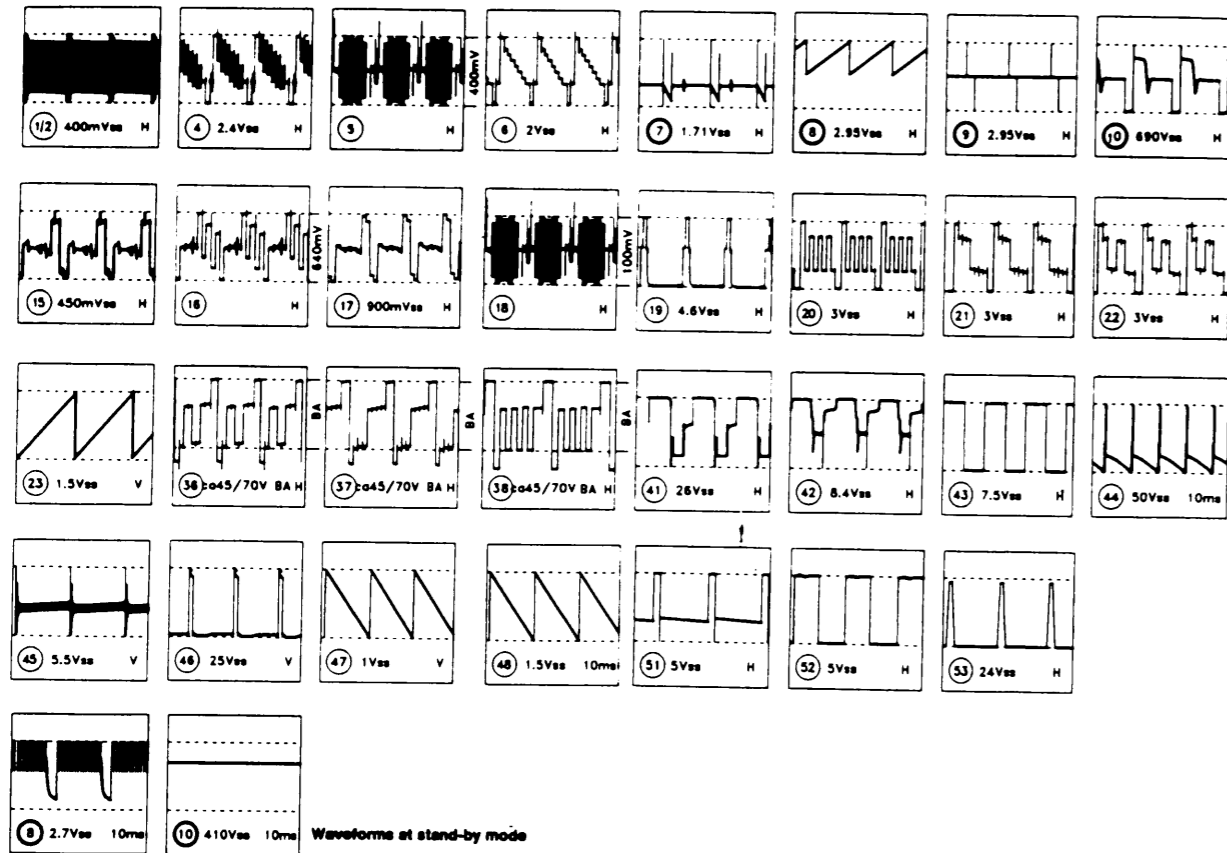 400mV
1/2 400mVss H
4 2.4Vss H
5 H
6 2Vss H
7 1.71Vss H
8 2.95Vss H
9 2.95Vss H
10 690Vss H
640mV
100mV
15 450mVss H
16 H
17 900mVss H
18 H
19 4.6Vss H
20 3Vss H
21 3Vss H
22 3Vss H
BA
BA
BA
23 1.5Vss V
36 ca45/70V BA H
37 ca45/70V BA H
38 ca45/70V BA H
41 26Vss H
42 8.4Vss H
43 7.5Vss H
44 50Vss 10ms
45 5.5Vss V
46 25Vss V
47 1Vss V
48 1.5Vss 10ms
51 5Vss H
52 5Vss H
53 24Vss H
8 2.7Vss 10ms
10 410Vss 10ms
Waveforms at stand-by mode